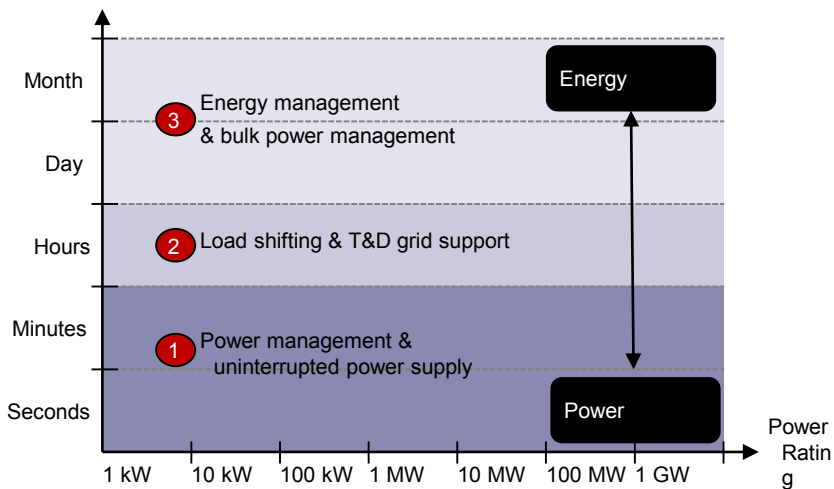 Month
Energy
3
Energy management
& bulk power management
Day
Hours
2
Load shifting & T&D grid support
Minutes
1
Power management &
uninterrupted power supply
Seconds
Power
Power
Ratin
g
1 kW
10 kW
100 kW
1 MW
10 MW
100 MW
1 GW